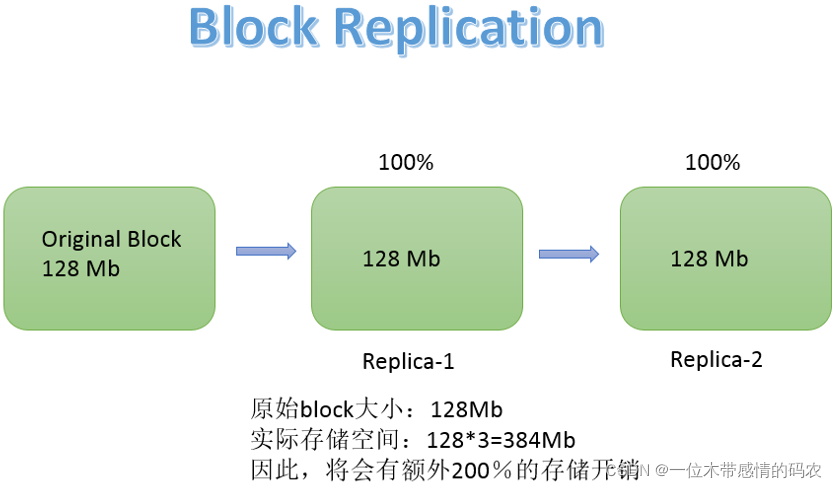 Block Replication
100%
100%
Original Block
128 Mb
128 Mb
128 Mb
Replica-1
Replica-2
原始block大小：128Mb
实际存储空间：128*3=384Mb
因此，将会有额外200％的存储开销
CSDN @一位木带感情的码农